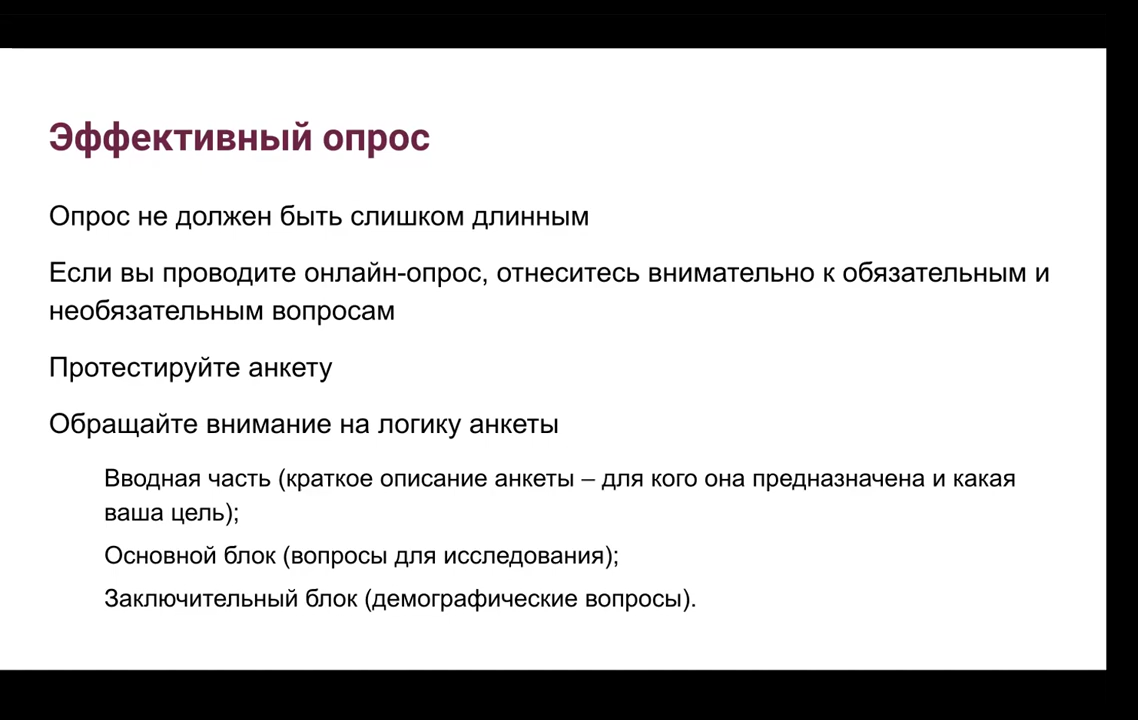 Эффективный опрос
Опрос не должен быть слишком длинным
Если вы проводите онлайн-опрос, отнеситесь внимательно к обязательным и
необязательным вопросам
Протестируйте анкету
Обращайте внимание на логику анкеты
Вводная часть (краткое описание анкеты – для кого она предназначена и какая
ваша цель);
Основной блок (вопросы для исследования);
Заключительный блок (демографические вопросы).